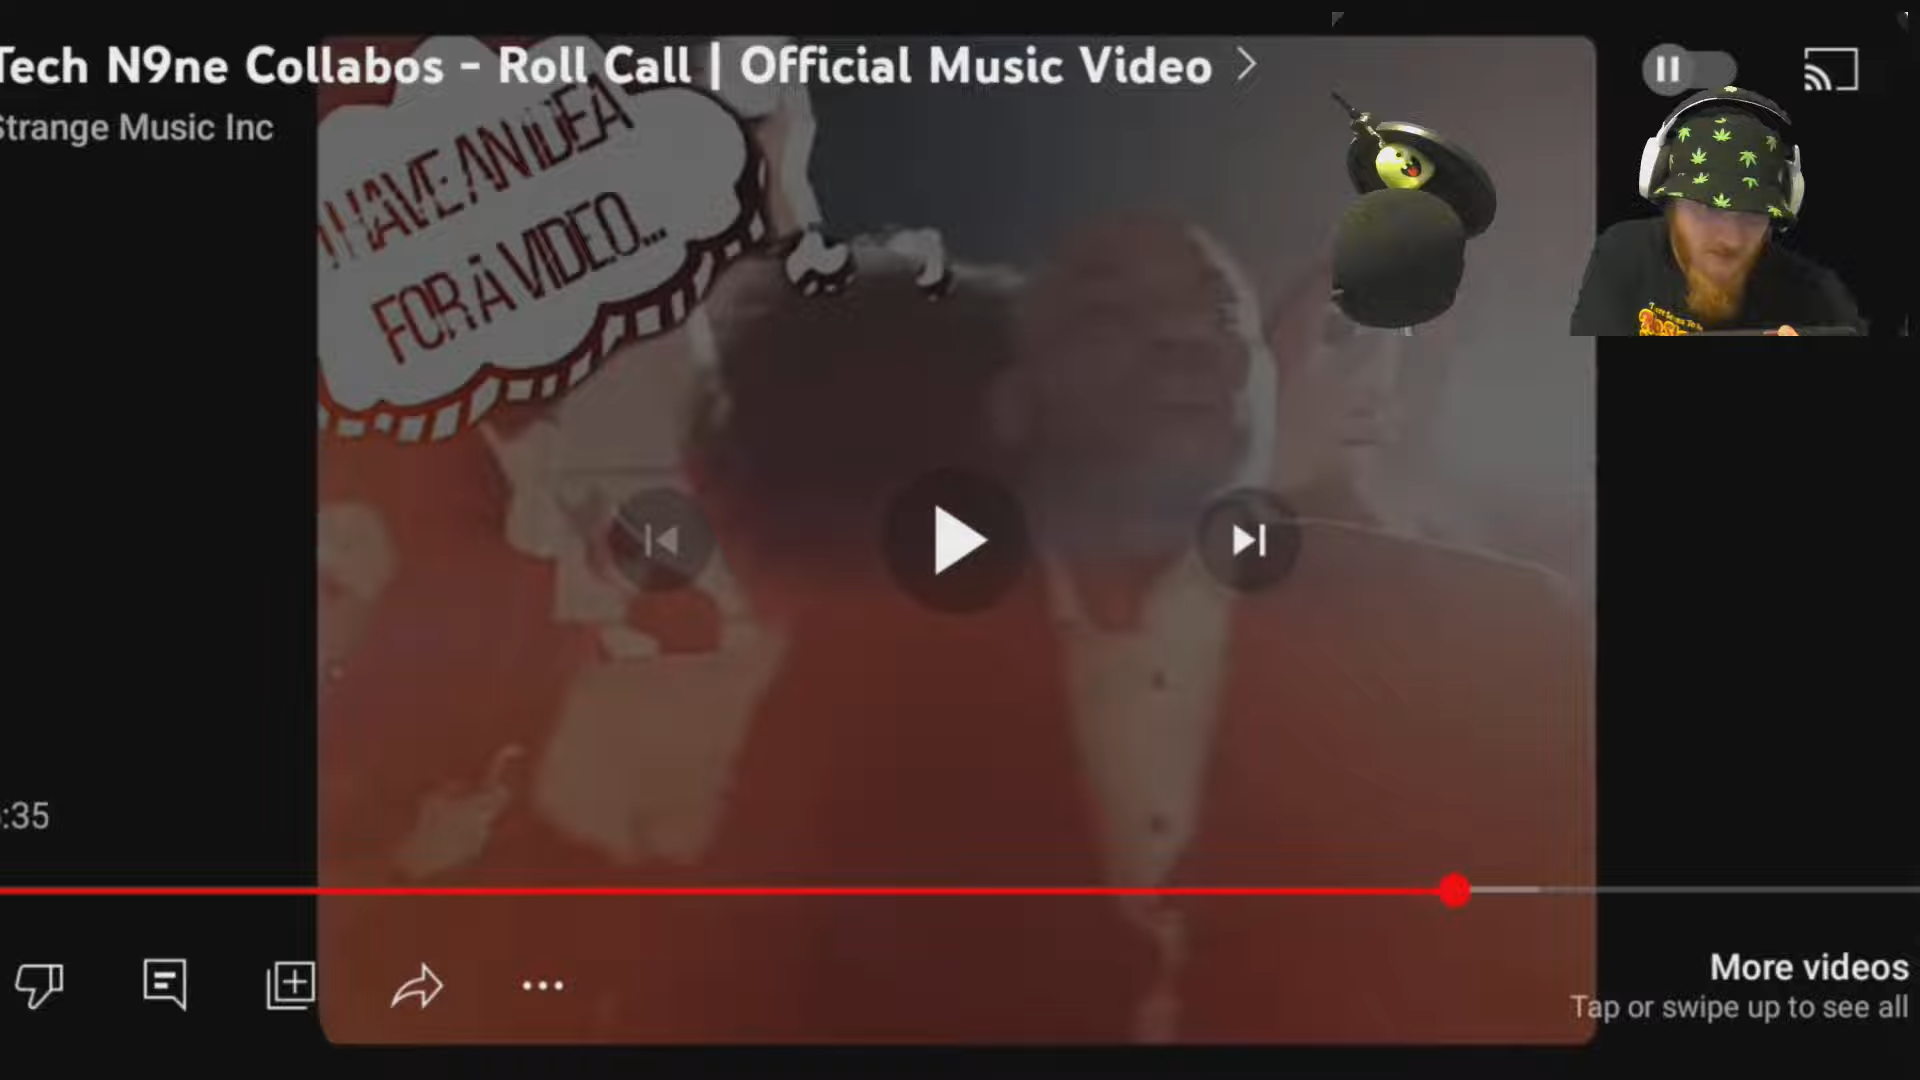 Tech N9ne Collabos - Roll Call | Official Music Video
Strange Music Inc
I HAVE AN IDEA
FOR A VIDEO...
:35
More videos
Tap or swipe up to see all